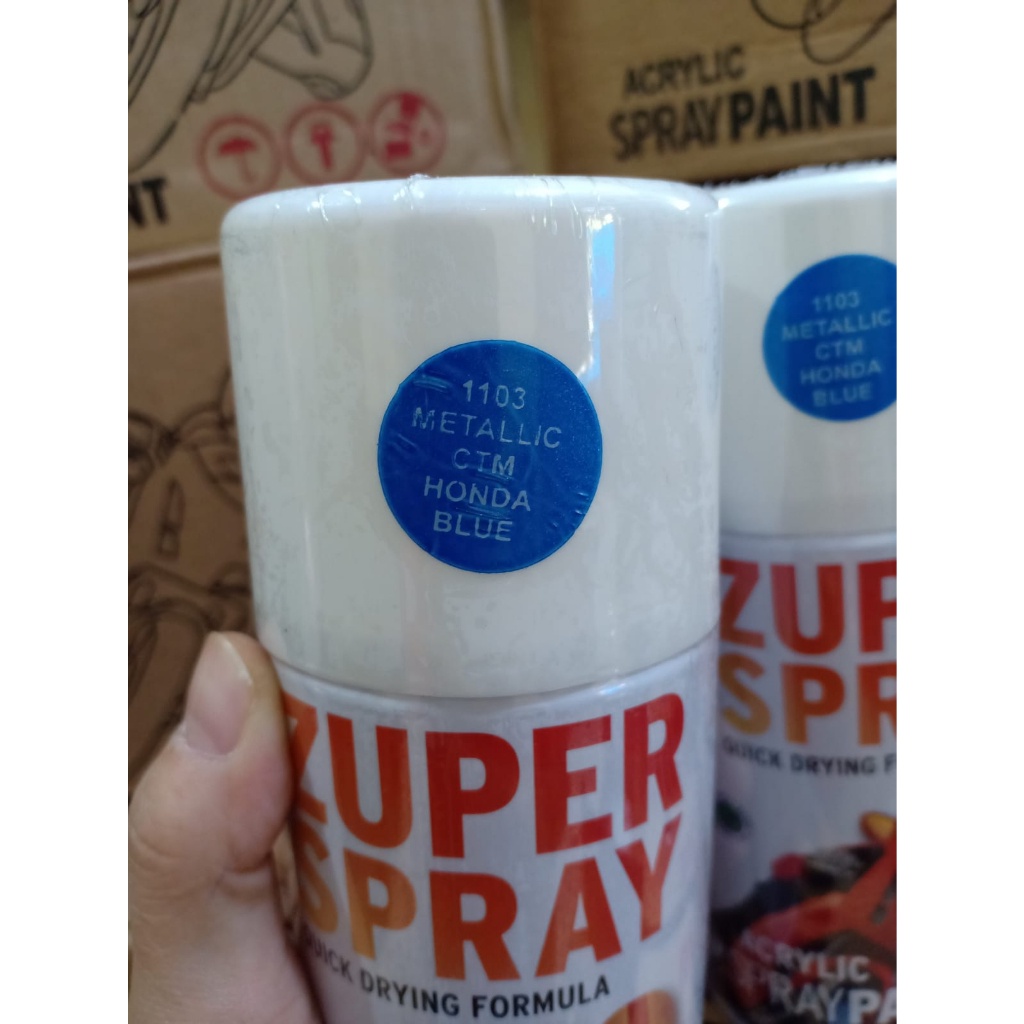 ACRYLIC
SPRAY PAINT
NT
1103
METALLIC
CTM
HONDA
BLUE
ZUPER
SPRAY
QUICK DRYING FORMULA
1103
METALLIC
CTM
HONDA
BLUE
ZUP
SPR
QUICK DRYING F
ACRYLIC
SPRAY PA